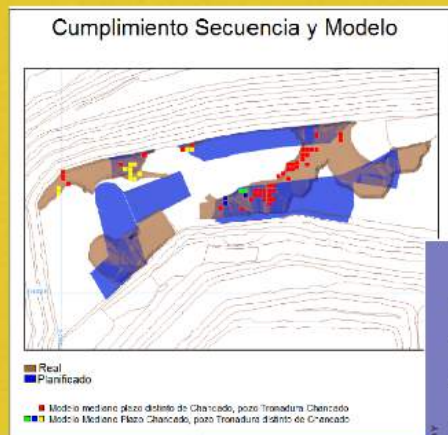 Cumplimiento Secuencia y Modelo
Real
Planificado
Modelo mediano plazo distinto de Chancado, pozo Tronadura Chancado
Modelo Mediano Plazo Chancado, pozo Tronadura distinto de Chancado